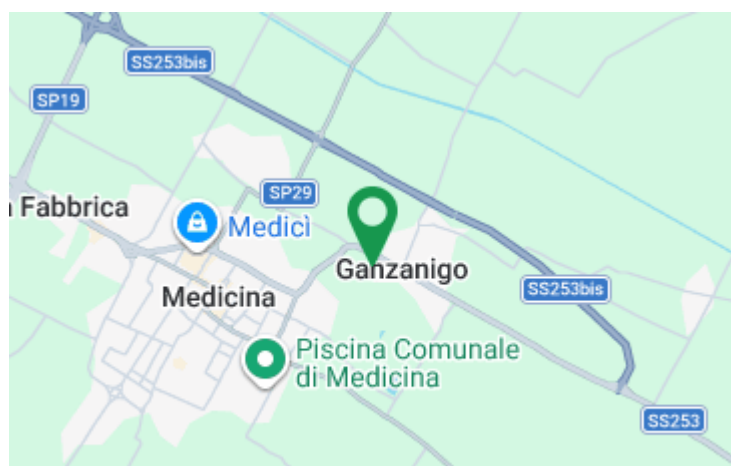 SS253bis
SP19
SP29
a Fabbrica
Medicì
Ganzanigo
SS253bis
Medicina
Piscina Comunale
di Medicina
SS253